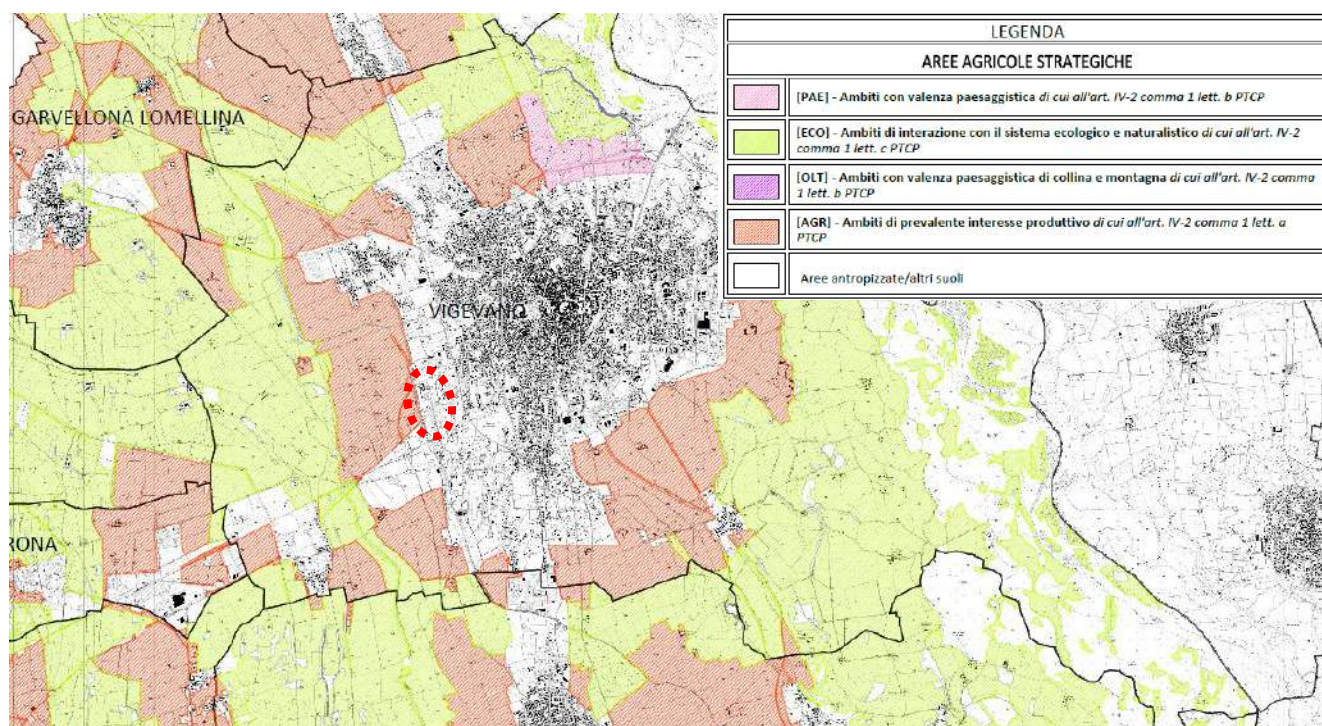 LEGENDA
AREE AGRICOLE STRATEGICHE
[PAE] - Ambiti con valenza paesaggistica di cui all'art. IV-2 comma 1 lett. b PTCP
[ECO] - Ambiti di interazione con il sistema ecologico e naturalistico di cui all'art. IV-2
comma 1 lett. c PTCP
[OLT] - Ambiti con valenza paesaggistica di collina e montagna di cui all'art. IV-2 comma
1 lett. b PTCP
[AGR] - Ambiti di prevalente interesse produttivo di cui all'art. IV-2 comma 1 lett. a
PTCP
Aree antropizzate/altri suoli
GARVELLONA LOMELLINA
VIGEVANO
RONA